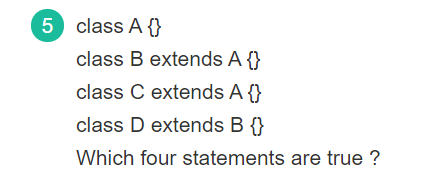 5 class A {}
class B extends A {}
class C extends A {}
class D extends B {}
Which four statements are true ?